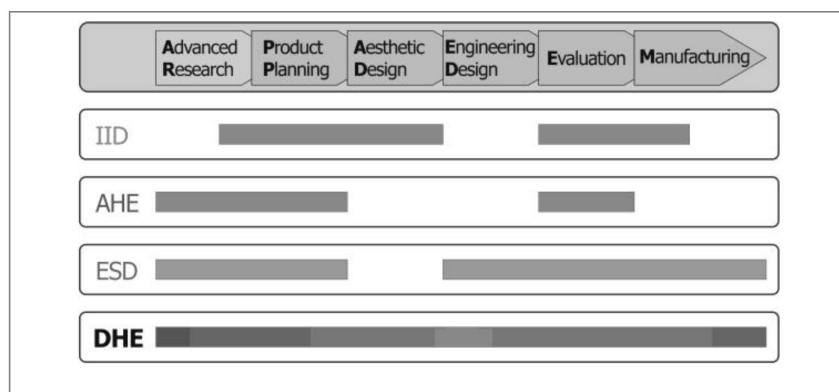 Advanced Research
Product Planning
Aesthetic Design
Engineering Design
Evaluation
Manufacturing
IID
AHE
ESD
DHE